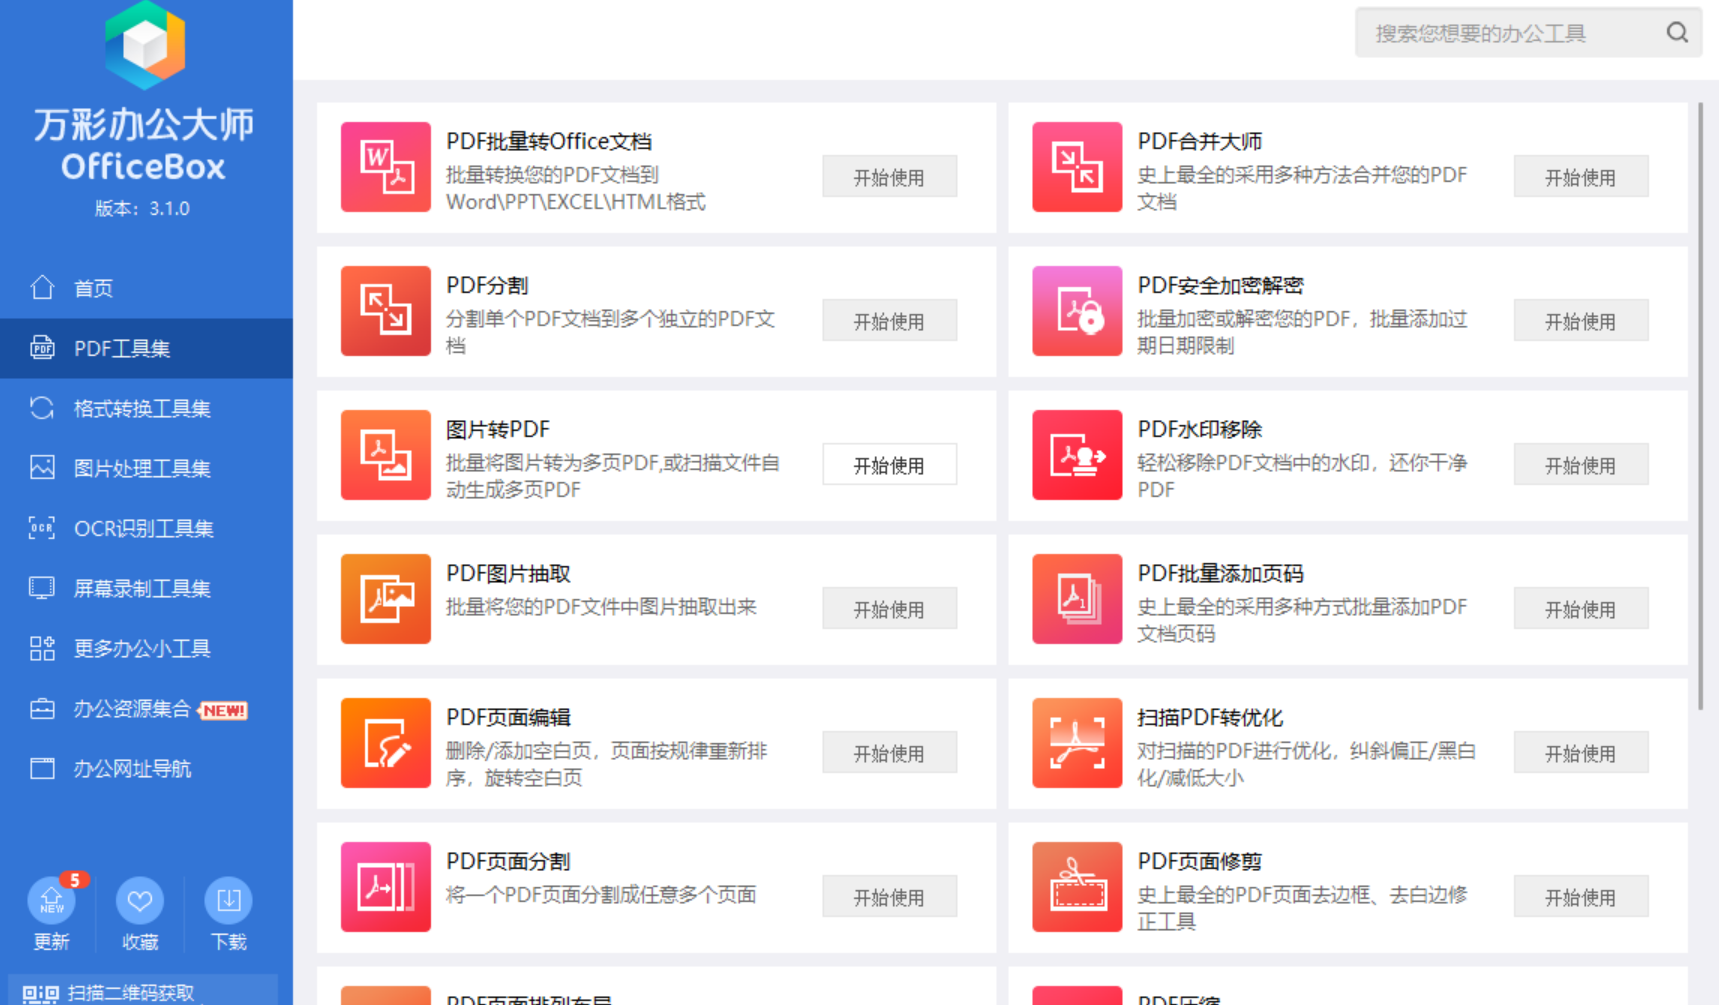 万彩办公大师
OfficeBox
版本：3.1.0
首页
PDF工具集
格式转换工具集
图片处理工具集
OCR识别工具集
屏幕录制工具集
更多办公小工具
办公资源集合 NEW!
办公网址导航
5
NEW
更新
收藏
下载
扫描二维码获取
搜索您想要的办公工具
PDF批量转Office文档
批量转换您的PDF文档到
Word\PPT\EXCEL\HTML格式
开始使用
PDF合并大师
史上最全的采用多种方法合并您的PDF
文档
开始使用
PDF分割
分割单个PDF文档到多个独立的PDF文
档
开始使用
PDF安全加密解密
批量加密或解密您的PDF，批量添加过
期日期限制
开始使用
图片转PDF
批量将图片转为多页PDF,或扫描文件自
动生成多页PDF
开始使用
PDF水印移除
轻松移除PDF文档中的水印，还你干净
PDF
开始使用
PDF图片抽取
批量将您的PDF文件中图片抽取出来
开始使用
PDF批量添加页码
史上最全的采用多种方式批量添加PDF
文档页码
开始使用
PDF页面编辑
删除/添加空白页，页面按规律重新排
序，旋转空白页
开始使用
扫描PDF转优化
对扫描的PDF进行优化，纠斜偏正/黑白
化/减低大小
开始使用
PDF页面分割
将一个PDF页面分割成任意多个页面
开始使用
PDF页面修剪
史上最全的PDF页面去边框、去白边修
正工具
开始使用
PDF页面排列布局
PDF压缩